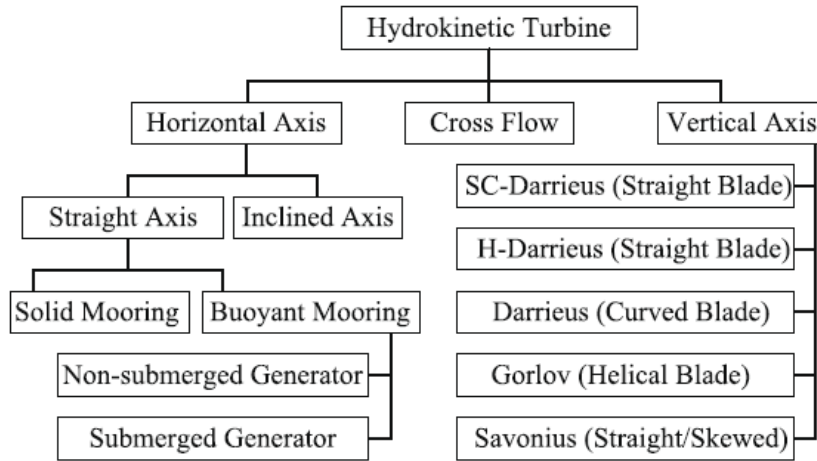 Hydrokinetic Turbine
Horizontal Axis
Cross Flow
Vertical Axis
SC-Darrieus (Straight Blade)
Straight Axis
Inclined Axis
H-Darrieus (Straight Blade)
Solid Mooring
Buoyant Mooring
Darrieus (Curved Blade)
Non-submerged Generator
Gorlov (Helical Blade)
Submerged Generator
Savonius (Straight/Skewed)